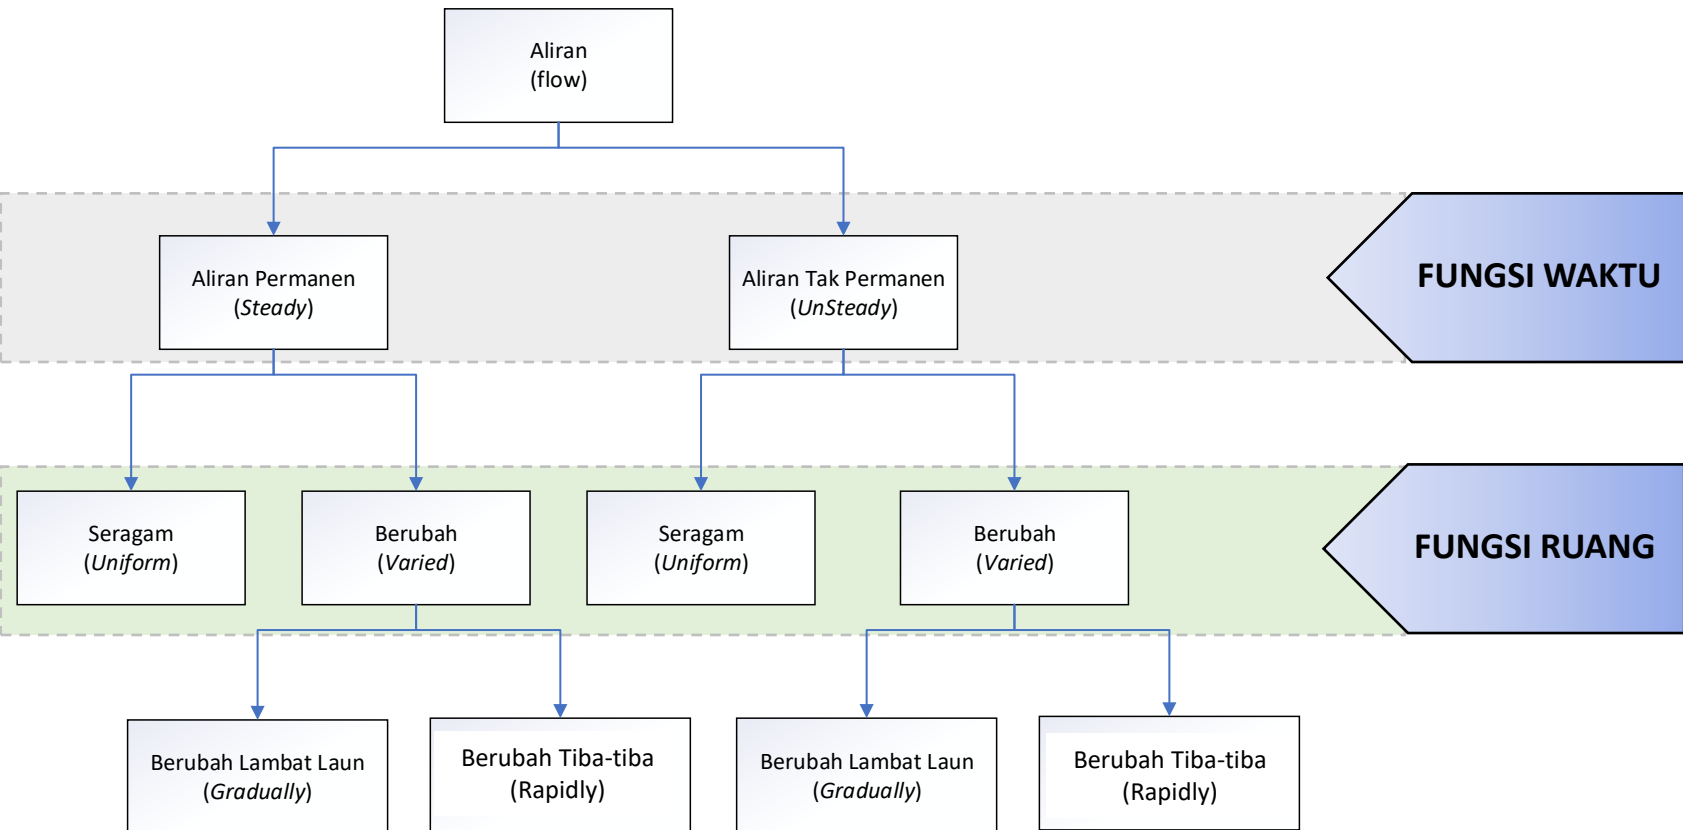 Aliran
(flow)
Aliran Permanen
(Steady)
Aliran Tak Permanen
(UnSteady)
FUNGSI WAKTU
Seragam
(Uniform)
Berubah
(Varied)
Seragam
(Uniform)
Berubah
(Varied)
FUNGSI RUANG
Berubah Lambat Laun
(Gradually)
Berubah Tiba-tiba
(Rapidly)
Berubah Lambat Laun
(Gradually)
Berubah Tiba-tiba
(Rapidly)